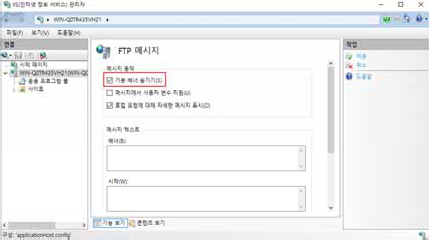 IIS(인터넷 정보 서비스) 관리자
WIN-Q0TR435VH21
파일(F) 보기(V) 도움말(H)
연결
시작 페이지
WIN-Q0TR435VH21(WIN-Q0
응용 프로그램 풀
사이트
FTP 메시지
메시지 동작
기본 배너 숨기기(S)
메시지에서 사용자 변수 지원(U)
로컬 요청에 대해 자세한 메시지 표시(O)
메시지 텍스트
배너(B):
시작(W):
기능 보기 콘텐츠 보기
작업
적용
취소
도움말
구성: 'applicationHost.config'